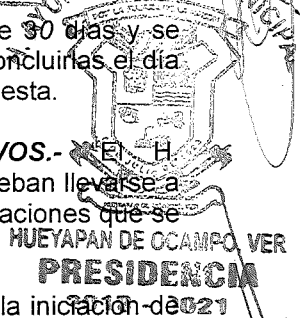 e 30 días y se
oncluirlas el día
esta.
VOS.- "El H.
eban llevarse a
aciones que se
HUEYAPAN DE OCAMPO, VER
PRESIDENCIA
la iniciación de
2021